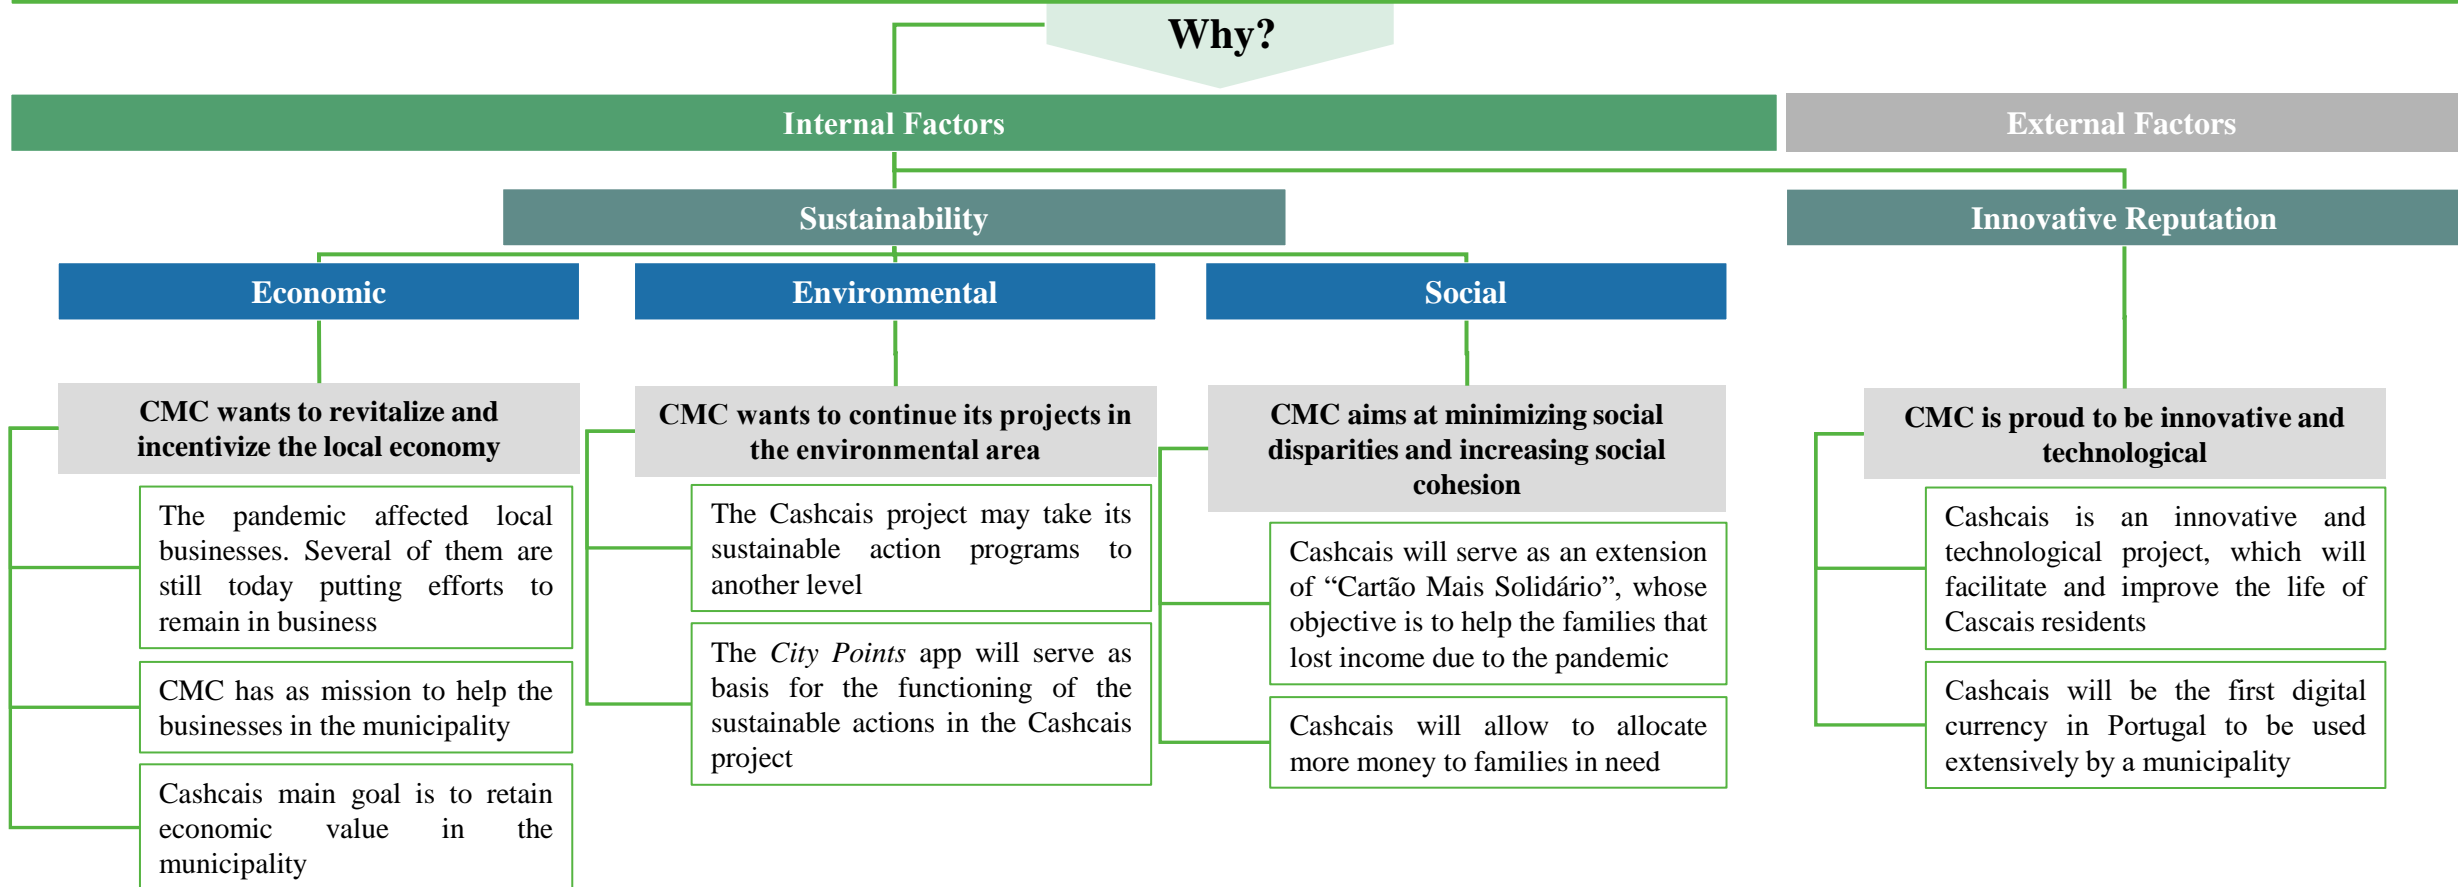 Why?
Internal Factors
External Factors
Sustainability
Innovative Reputation
Economic
Environmental
Social
CMC wants to revitalize and
incentivize the local economy
The pandemic affected local
businesses. Several of them are
still today putting efforts to
remain in business
CMC has as mission to help the
businesses in the municipality
Cashcais main goal is to retain
economic value in the
municipality
CMC wants to continue its projects in
the environmental area
The Cashcais project may take its
sustainable action programs to
another level
The City Points app will serve as
basis for the functioning of the
sustainable actions in the Cashcais
project
CMC aims at minimizing social
disparities and increasing social
cohesion
Cashcais will serve as an extension
of “Cartão Mais Solidário”, whose
objective is to help the families that
lost income due to the pandemic
Cashcais will allow to allocate
more money to families in need
CMC is proud to be innovative and
technological
Cashcais is an innovative and
technological project, which will
facilitate and improve the life of
Cascais residents
Cashcais will be the first digital
currency in Portugal to be used
extensively by a municipality